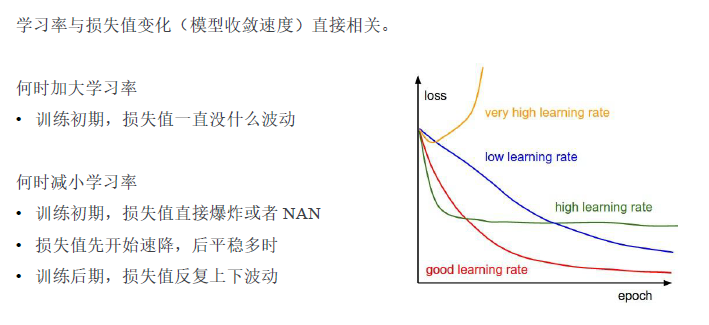 学习率与损失值变化（模型收敛速度）直接相关。
何时加大学习率
• 训练初期，损失值一直没什么波动
何时减小学习率
• 训练初期，损失值直接爆炸或者 NAN
• 损失值先开始速降，后平稳多时
• 训练后期，损失值反复上下波动
loss
very high learning rate
low learning rate
high learning rate
good learning rate
epoch